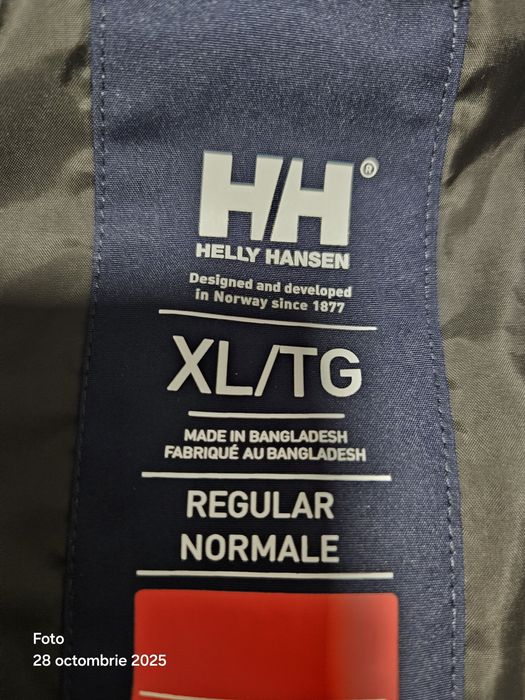 HH®
HELLY HANSEN
Designed and developed
in Norway since 1877
XL/TG
MADE IN BANGLADESH
FABRIQUÉ AU BANGLADESH
REGULAR
NORMALE
Foto
28 octombrie 2025